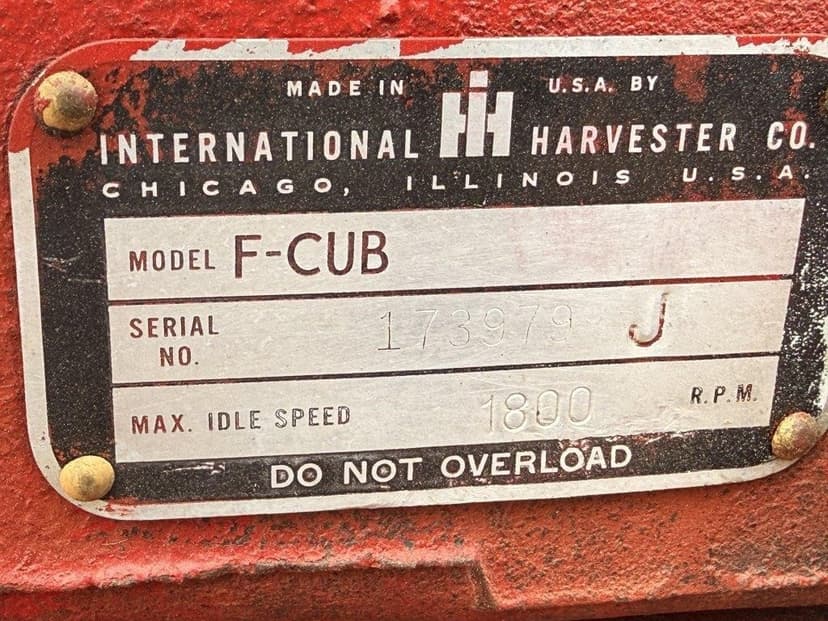 MADE IN IH U.S.A. BY
INTERNATIONAL HARVESTER CO.
CHICAGO, ILLINOIS U.S.A.
MODEL F-CUB
SERIAL NO. 173979 J
MAX. IDLE SPEED 1800 R.P.M.
DO NOT OVERLOAD